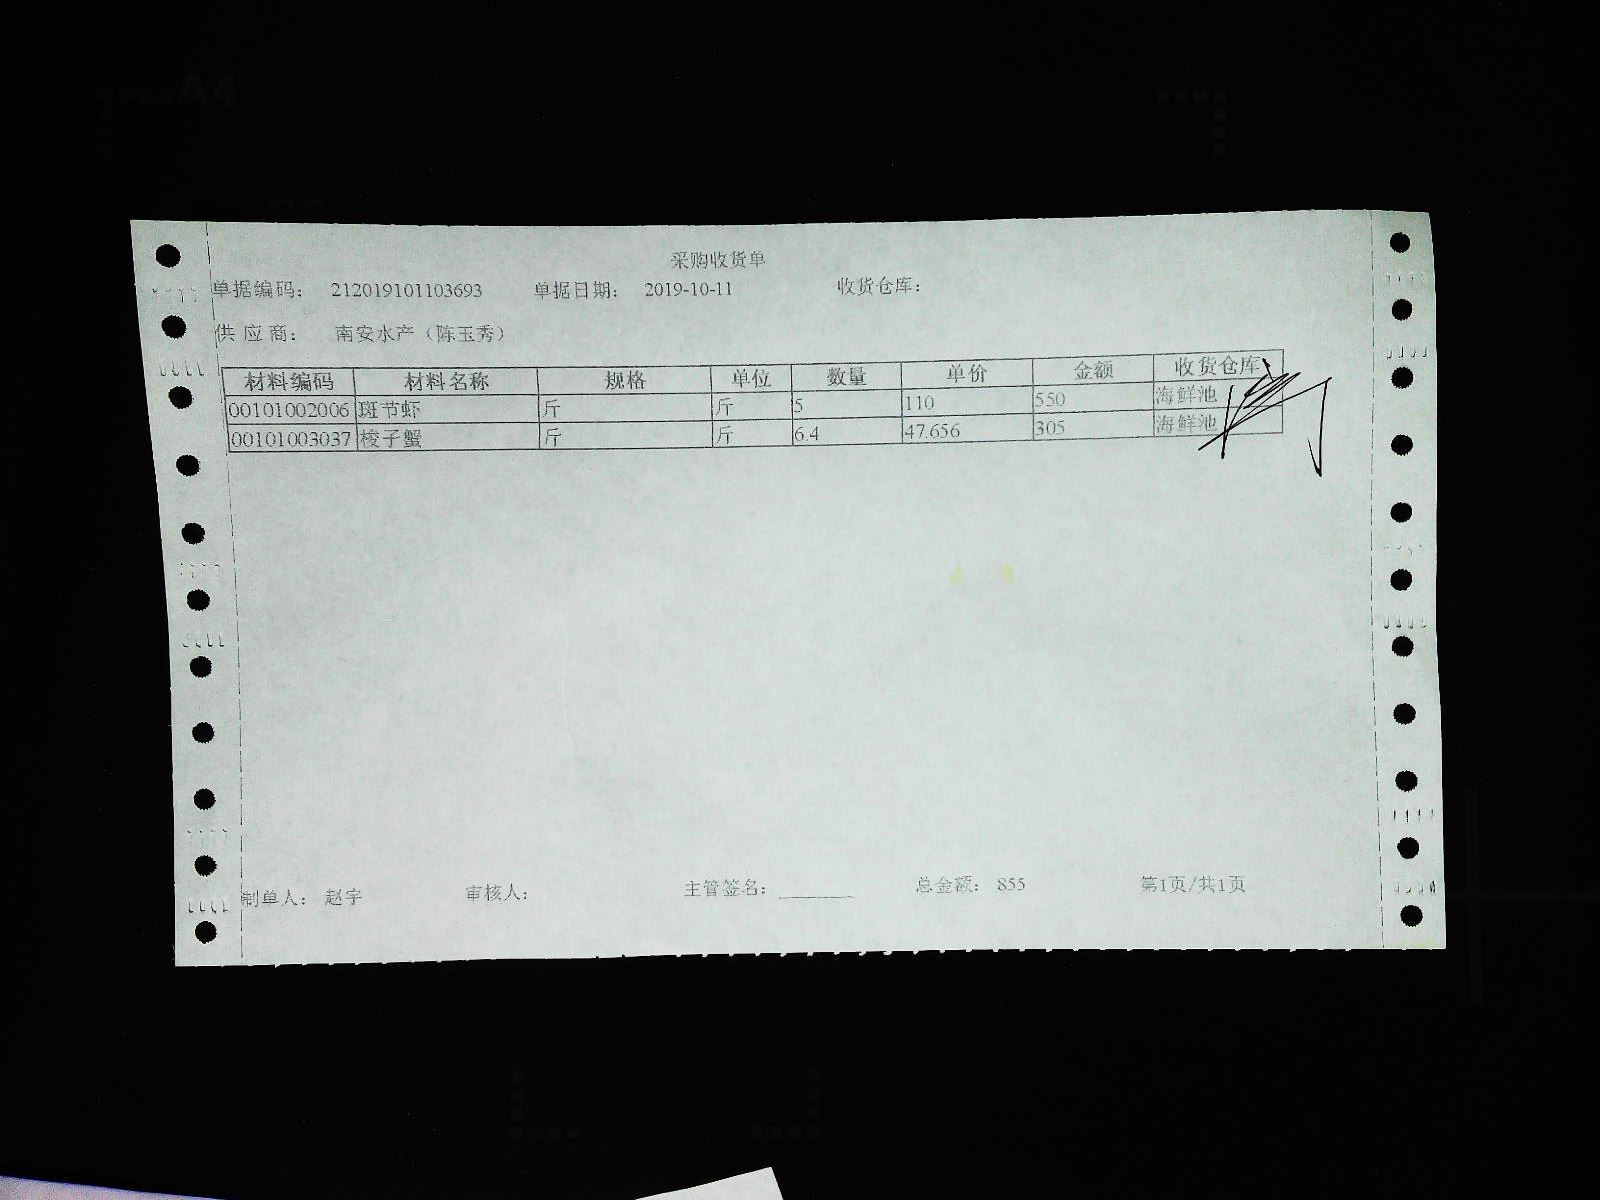 采购收货单
单据编码： 212019101103693 单据日期： 2019-10-11 收货仓库：
供 应 商： 南安水产（陈玉秀）
材料编码 材料名称 规格 单位 数量 单价 金额 收货仓库
00101002006 斑节虾 斤 斤 5 110 550 海鲜池
00101003037 梭子蟹 斤 斤 6.4 47.656 305 海鲜池
制单人： 赵宇 审核人： 主管签名： 总金额： 855 第1页/共1页